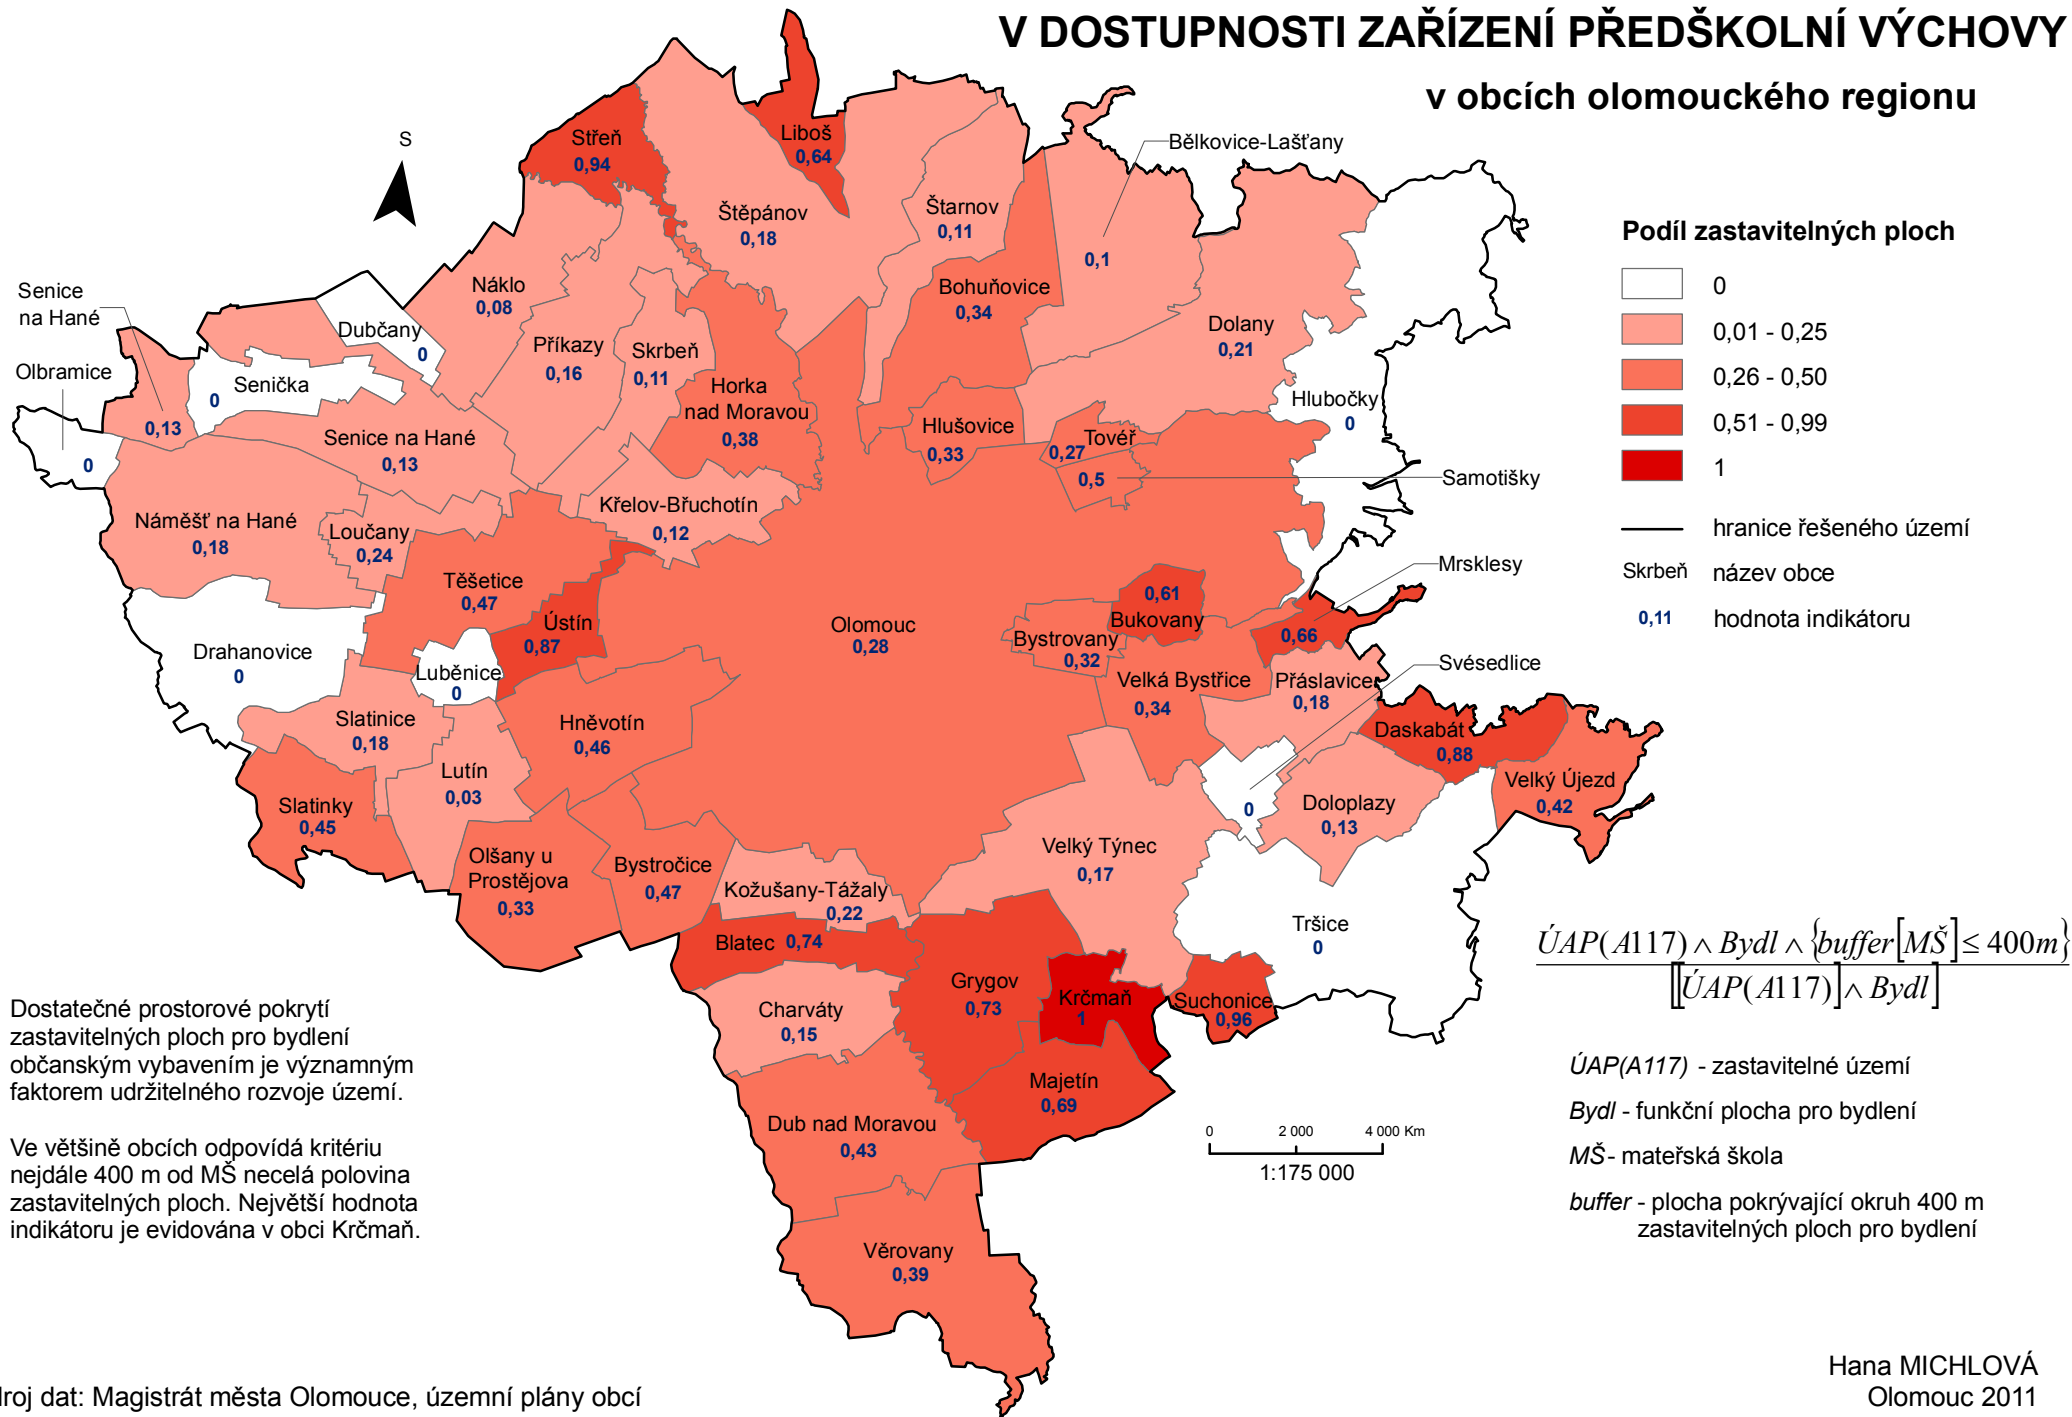 V DOSTUPNOSTI ZAŘÍZENÍ PŘEDŠKOLNÍ VÝCHOVY
v obcích olomouckého regionu
S
Střeň
0,94
Liboš
0,64
Bělkovice-Lašťany
0,1
Štěpánov
0,18
Štarnov
0,11
Náklo
0,08
Bohuňovice
0,34
Dolany
0,21
Senice
na Hané
0,13
Dubčany
0
Příkazy
0,16
Skrbeň
0,11
Olbramice
0
Senička
0
Horka
nad Moravou
0,38
Hlubočky
0
Senice na Hané
0,13
Hlušovice
0,33
Tovéř
0,27
Samotišky
0,5
Náměšť na Hané
0,18
Loučany
0,24
Křelov-Břuchotín
0,12
Těšetice
0,47
Ústín
0,87
Olomouc
0,28
0,61
Bukovany
Bystrovany
0,32
Mrsklesy
0,66
Drahanovice
0
Luběnice
0
Velká Bystřice
0,34
Přáslavice
0,18
Svésedlice
0
Slatinice
0,18
Hněvotín
0,46
Daskabát
0,88
Lutín
0,03
Velký Újezd
0,42
Slatinky
0,45
Doloplazy
0,13
Olšany u
Prostějova
0,33
Bystročice
0,47
Kožušany-Tážaly
0,22
Velký Týnec
0,17
Blatec 0,74
Tršice
0
Grygov
0,73
Krčmaň
1
Suchonice
0,96
Charváty
0,15
Majetín
0,69
Dub nad Moravou
0,43
Věrovany
0,39
Podíl zastavitelných ploch
0
0,01 - 0,25
0,26 - 0,50
0,51 - 0,99
1
hranice řešeného území
Skrbeň název obce
0,11 hodnota indikátoru
ÚAP(A117) ∧ Bydl ∧ {buffer[MŠ] ≤ 400m}
[[ÚAP(A117)] ∧ Bydl]
ÚAP(A117) - zastavitelné území
Bydl - funkční plocha pro bydlení
MŠ - mateřská škola
buffer - plocha pokrývající okruh 400 m
zastavitelných ploch pro bydlení
0 2 000 4 000 Km
1:175 000
Dostatečné prostorové pokrytí
zastavitelných ploch pro bydlení
občanským vybavením je významným
faktorem udržitelného rozvoje území.
Ve většině obcích odpovídá kritériu
nejdále 400 m od MŠ necelá polovina
zastavitelných ploch. Největší hodnota
indikátoru je evidována v obci Krčmaň.
droj dat: Magistrát města Olomouce, územní plány obcí
Hana MICHLOVÁ
Olomouc 2011